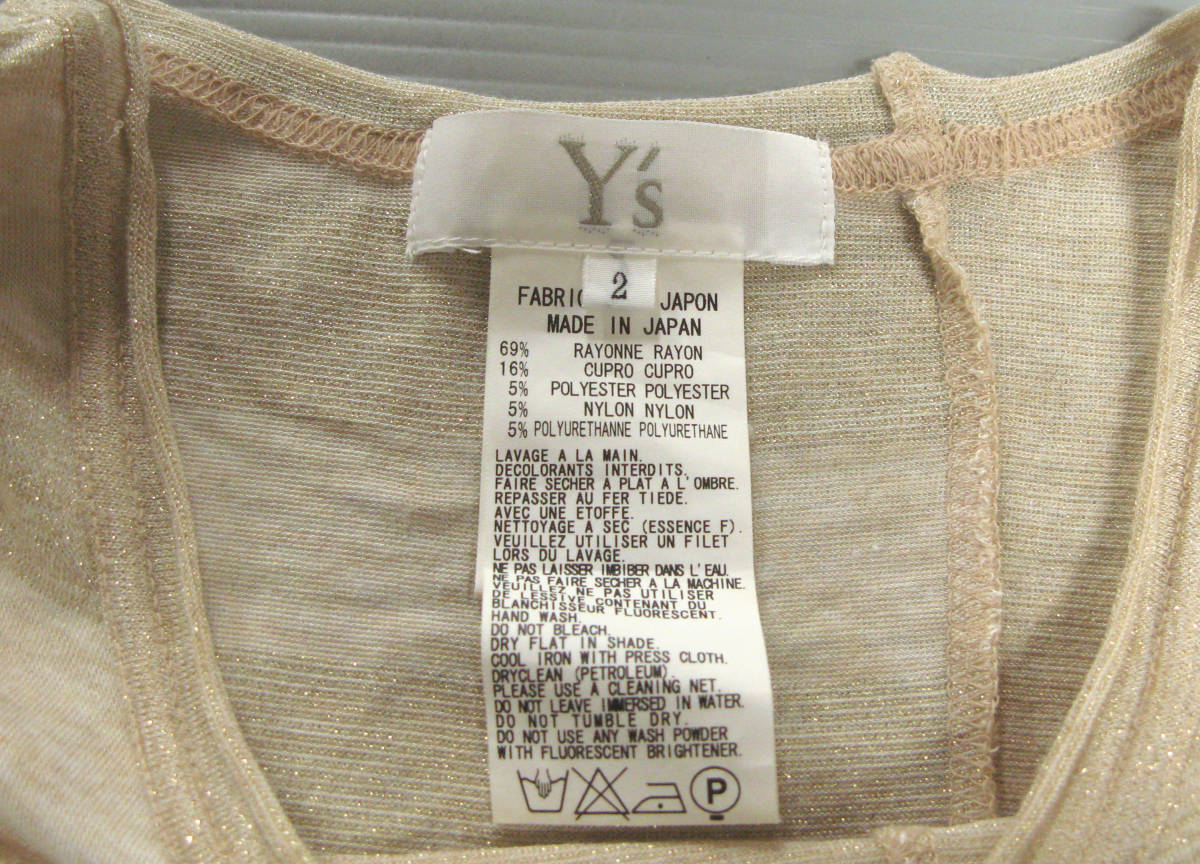 Y's
2
FABRI JAPON
MADE IN JAPAN
69% RAYONNE RAYON
16% CUPRO CUPRO
5% POLYESTER POLYESTER
5% NYLON NYLON
5% POLYURETHANNE POLYURETHANE
LAVAGE A LA MAIN.
DECOLORANTS INTERDITS.
FAIRE SECHER A PLAT A L'OMBRE.
REPASSER AU FER TIEDE.
AVEC UNE ETOFFE.
NETTOYAGE A SEC (ESSENCE F).
VEUILLEZ UTILISER UN FILET
LORS DU LAVAGE.
NE PAS LAISSER IMBIBER DANS L'EAU.
NE PAS FAIRE SECHER A LA MACHINE.
VEUILLEZ NE PAS UTILISER
DE LESSIVE CONTENANT DU
BLANCHISSEUR FLUORESCENT.
HAND WASH.
DO NOT BLEACH.
DRY FLAT IN SHADE.
COOL IRON WITH PRESS CLOTH.
DRYCLEAN (PETROLEUM).
PLEASE USE A CLEANING NET.
DO NOT LEAVE IMMERSED IN WATER.
DO NOT TUMBLE DRY.
DO NOT USE ANY WASH POWDER
WITH FLUORESCENT BRIGHTENER.
P